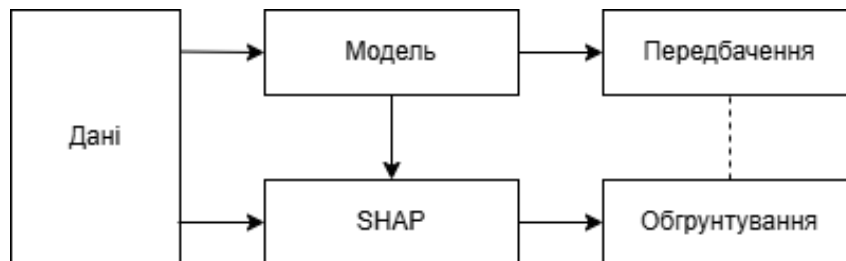 Модель
Передбачення
Дані
SHAP
Обгрунтування